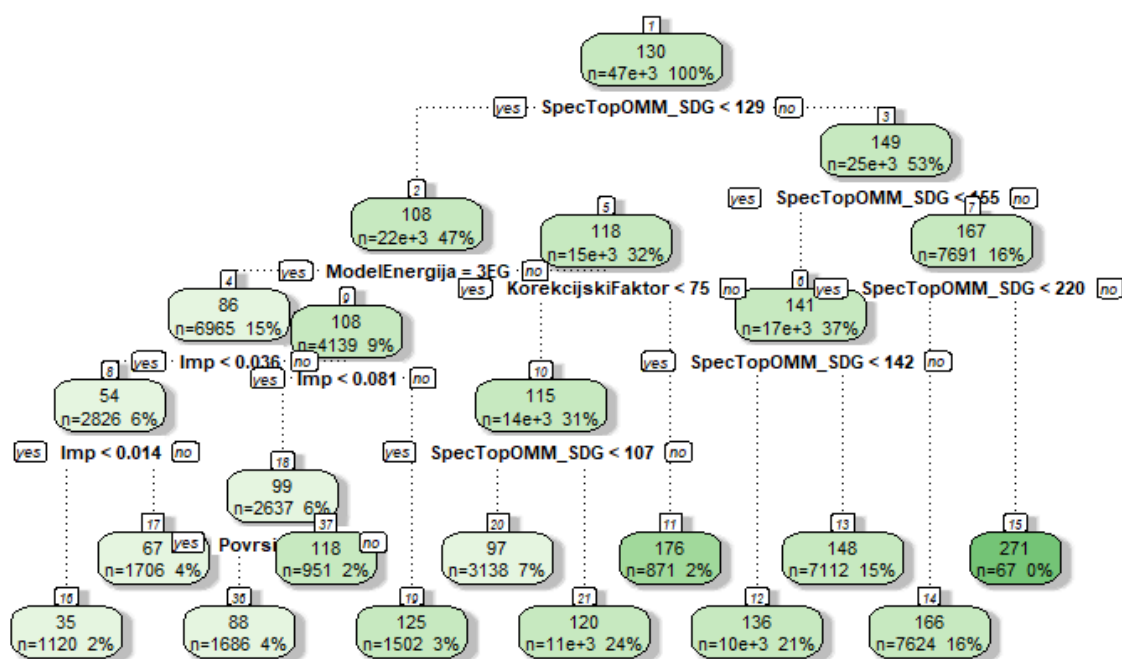 1
130
n=47e+3 100%
yes SpecTopOMM_SDG < 129 no
3
149
n=25e+3 53%
2
108
n=22e+3 47%
5
118
n=15e+3 32%
yes SpecTopOMM_SDG < 155 no
7
167
n=7691 16%
yes ModelEnergija = 3EG no
4
86
n=6965 15%
9
108
n=4139 9%
yes KorekcijskiFaktor < 75 no
6
141
n=17e+3 37%
yes SpecTopOMM_SDG < 220 no
yes Imp < 0.036 no
yes Imp < 0.081 no
yes SpecTopOMM_SDG < 142 no
8
54
n=2826 6%
10
115
n=14e+3 31%
yes Imp < 0.014 no
yes SpecTopOMM_SDG < 107 no
18
99
n=2637 6%
17
67
n=1706 4%
yes Povrsi no
37
118
n=951 2%
20
97
n=3138 7%
11
176
n=871 2%
13
148
n=7112 15%
15
271
n=67 0%
16
35
n=1120 2%
36
88
n=1686 4%
19
125
n=1502 3%
21
120
n=11e+3 24%
12
136
n=10e+3 21%
14
166
n=7624 16%